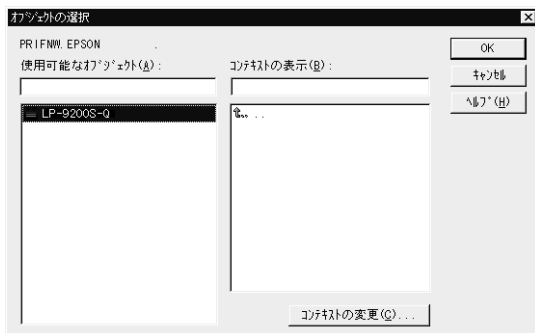 オブジェクトの選択
PRIFNW.EPSON .
使用可能なオブジェクト(A):
LP-9200S-Q
コンテキストの表示(B):
..
コンテキストの変更(C)...
OK
キャンセル
ヘルプ(H)